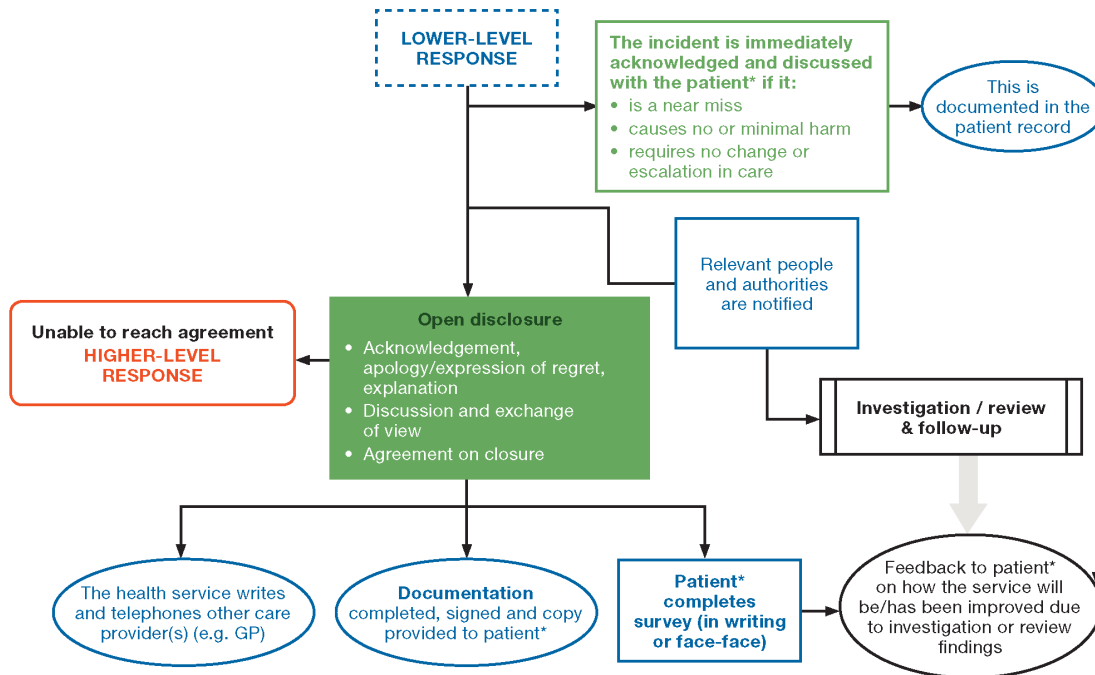 LOWER-LEVEL
RESPONSE
The incident is immediately
acknowledged and discussed
with the patient* if it:
• is a near miss
• causes no or minimal harm
• requires no change or
escalation in care
This is
documented in the
patient record
Relevant people
and authorities
are notified
Unable to reach agreement
HIGHER-LEVEL
RESPONSE
Open disclosure
• Acknowledgement,
apology/expression of regret,
explanation
• Discussion and exchange
of view
• Agreement on closure
Investigation / review
& follow-up
The health service writes
and telephones other care
provider(s) (e.g. GP)
Documentation
completed, signed and copy
provided to patient*
Patient*
completes
survey (in writing
or face-face)
Feedback to patient*
on how the service will
be/has been improved due
to investigation or review
findings